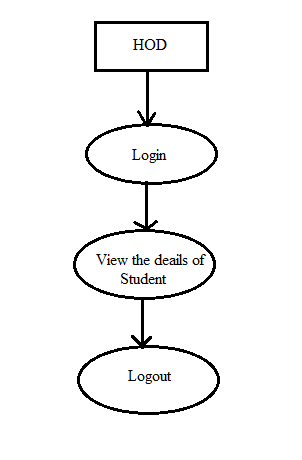 HOD
Login
View the deails of
Student
Logout